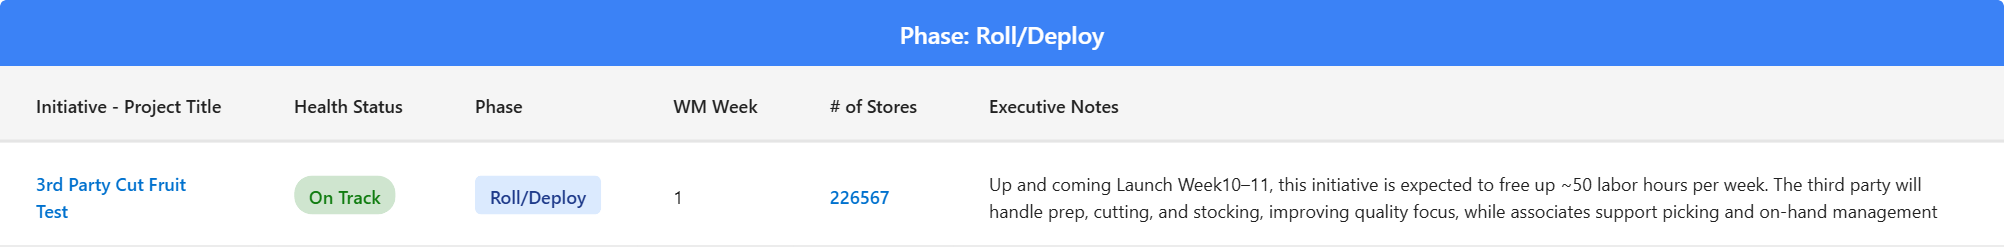 Phase: Roll/Deploy
Initiative - Project Title Health Status Phase WM Week # of Stores Executive Notes
3rd Party Cut Fruit
Test
On Track
Roll/Deploy
1
226567
Up and coming Launch Week10–11, this initiative is expected to free up ~50 labor hours per week. The third party will
handle prep, cutting, and stocking, improving quality focus, while associates support picking and on-hand management